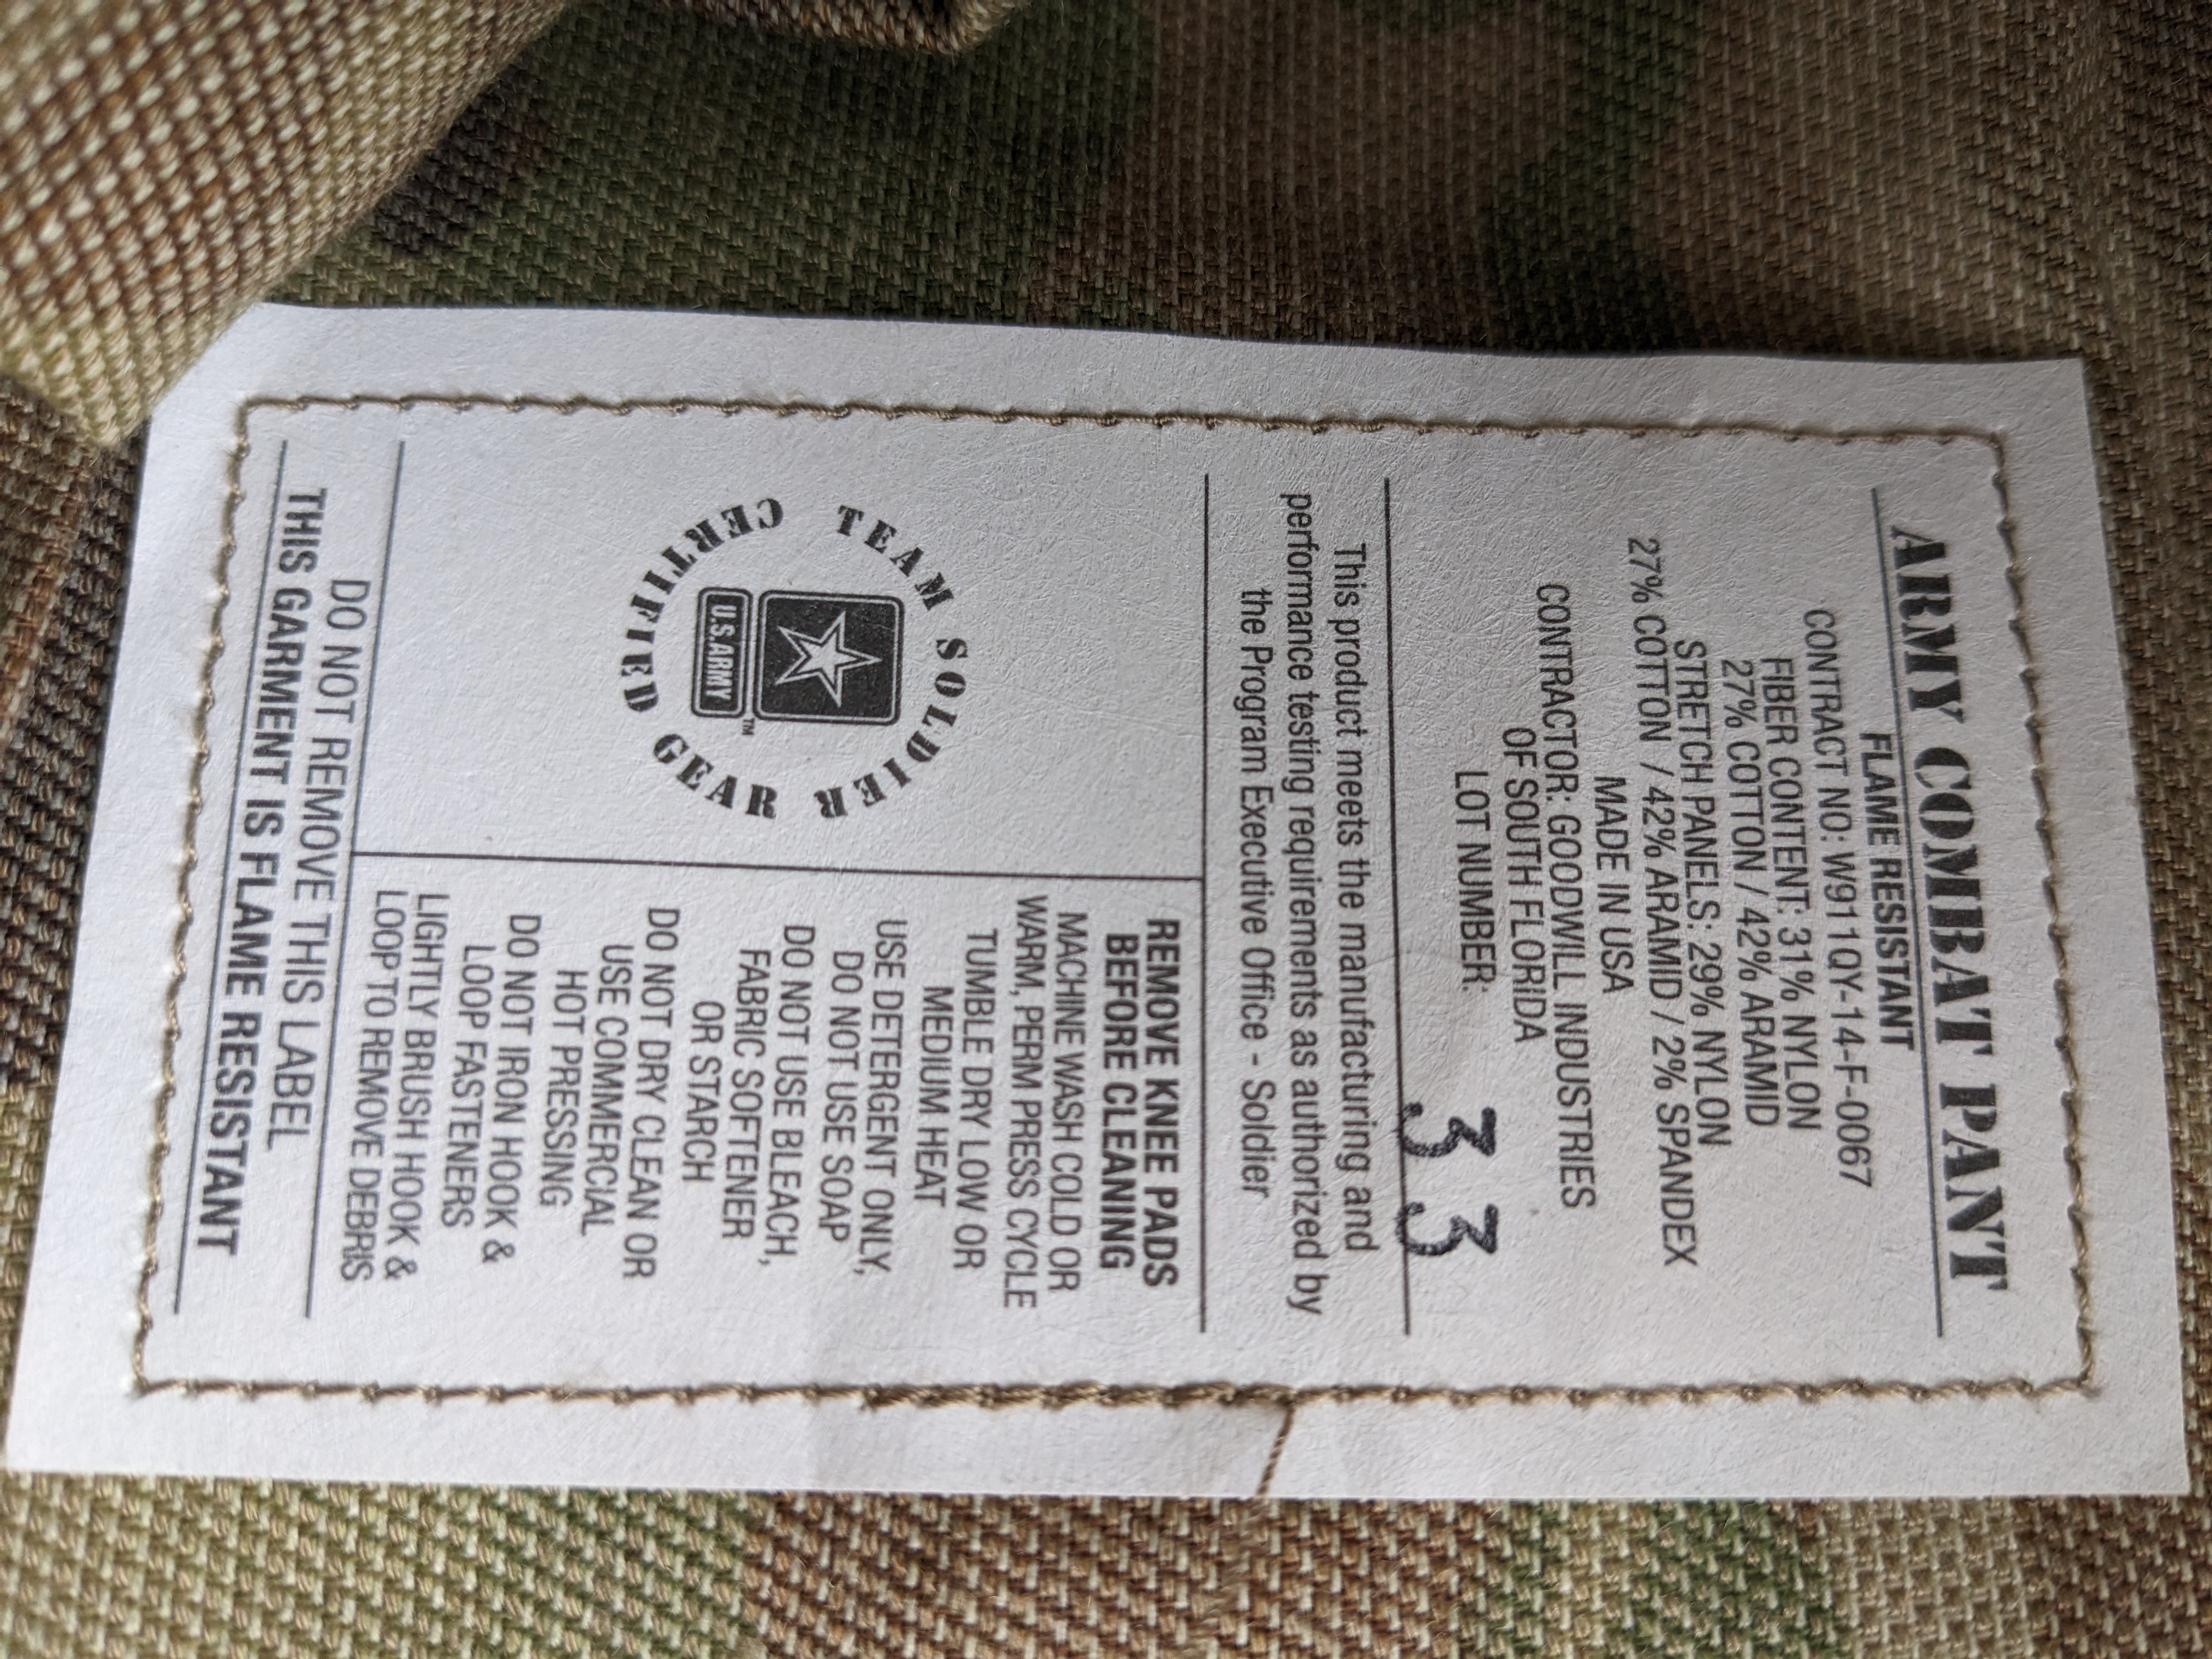 ARMY COMBAT PANT
FLAME RESISTANT
CONTRACT NO: W911QY-14-F-0067
FIBER CONTENT: 31% NYLON
27% COTTON / 42% ARAMID
STRETCH PANELS: 29% NYLON
27% COTTON / 42% ARAMID / 2% SPANDEX
MADE IN USA
CONTRACTOR: GOODWILL INDUSTRIES
OF SOUTH FLORIDA
LOT NUMBER:
33
This product meets the manufacturing and
performance testing requirements as authorized by
the Program Executive Office - Soldier
TEAM SOLDIER
CERTIFIED GEAR
U.S.ARMY
TM
REMOVE KNEE PADS
BEFORE CLEANING
MACHINE WASH COLD OR
WARM, PERM PRESS CYCLE
TUMBLE DRY LOW OR
MEDIUM HEAT
USE DETERGENT ONLY,
DO NOT USE SOAP
DO NOT USE BLEACH,
FABRIC SOFTENER
OR STARCH
DO NOT DRY CLEAN OR
USE COMMERCIAL
HOT PRESSING
DO NOT IRON HOOK &
LOOP FASTENERS
LIGHTLY BRUSH HOOK &
LOOP TO REMOVE DEBRIS
DO NOT REMOVE THIS LABEL
THIS GARMENT IS FLAME RESISTANT